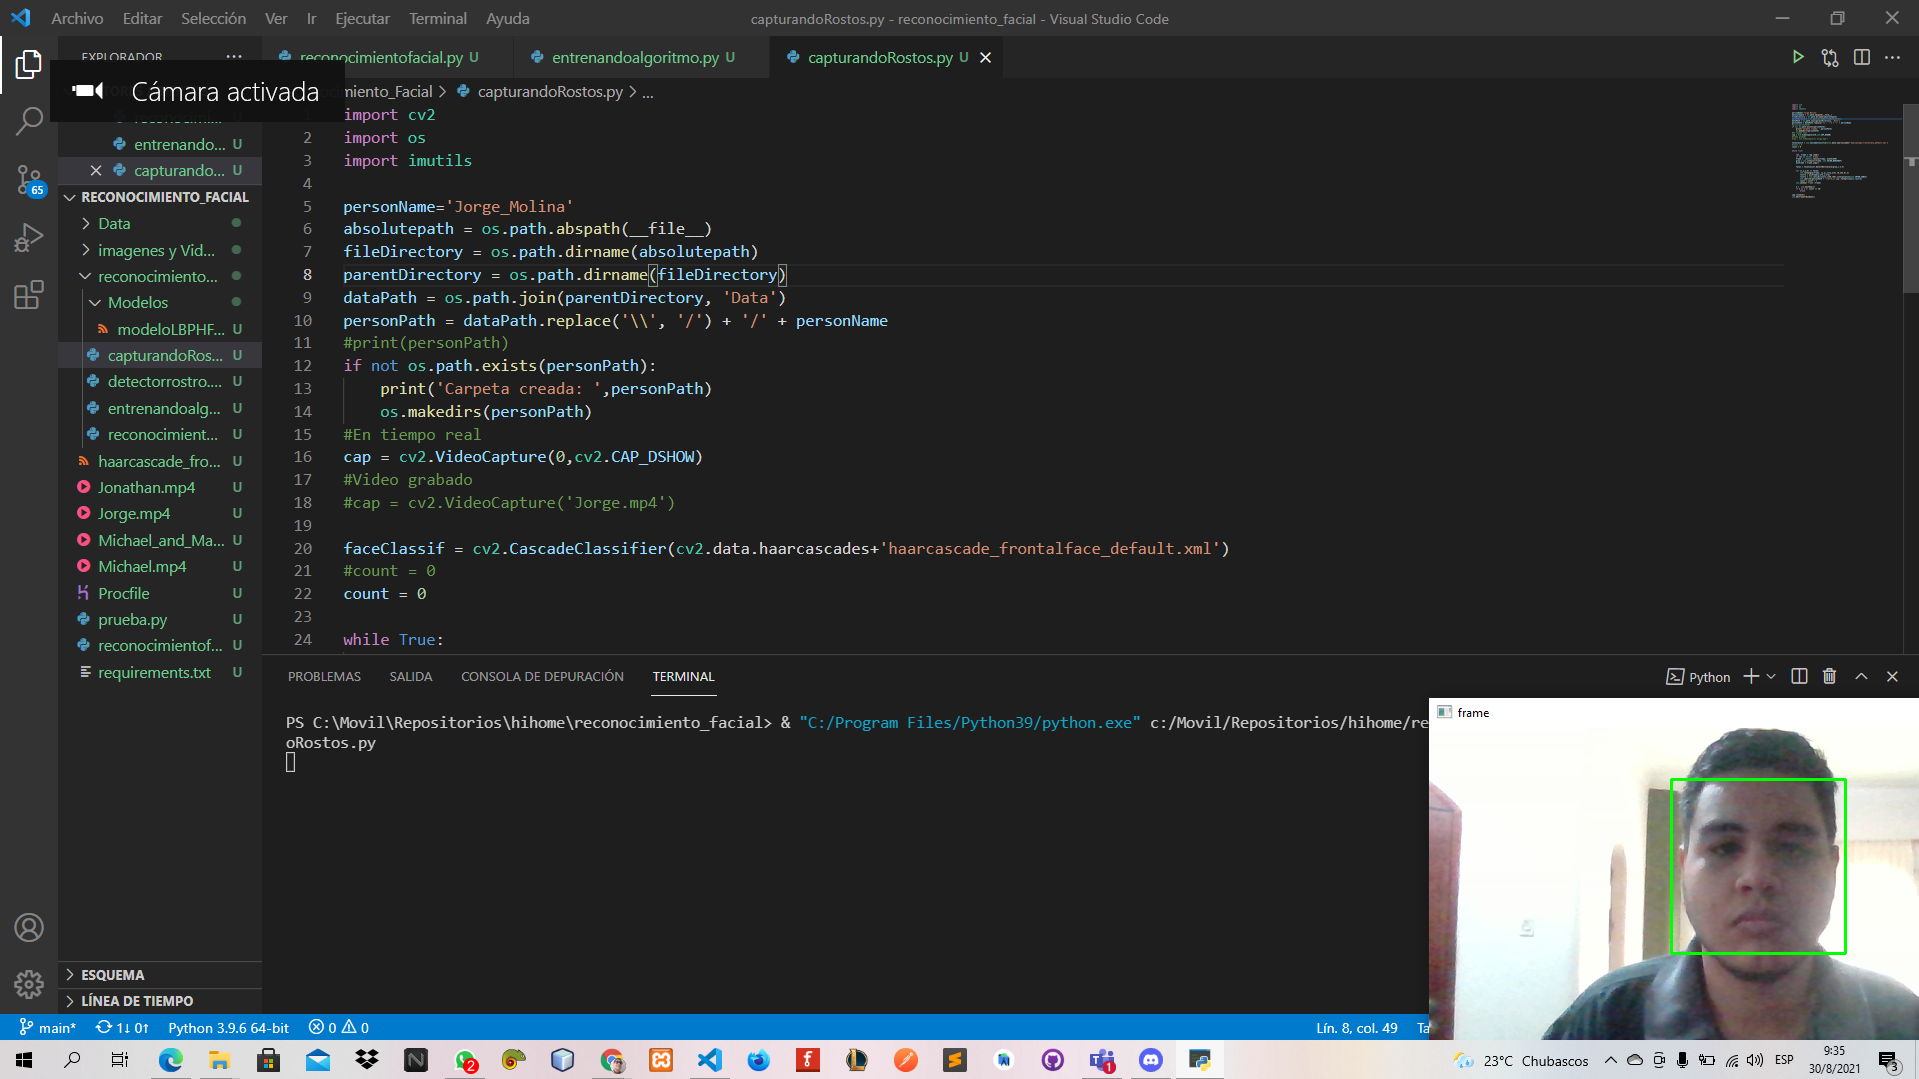 Archivo Editar Selección Ver Ir Ejecutar Terminal Ayuda
capturandoRostos.py - reconocimiento_facial - Visual Studio Code
EXPLORADOR
reconocimientofacial.py U
entrenandoalgoritmo.py U
capturandoRostos.py U
Cámara activada
miento_Facial > capturandoRostos.py > ...
entrenando... U
capturando... U
RECONOCIMIENTO_FACIAL
Data
imagenes y Vid...
reconocimiento...
Modelos
modeloLBPHF... U
capturandoRos... U
detectorrostro.... U
entrenandoalg... U
reconocimient... U
haarcascade_fro... U
Jonathan.mp4 U
Jorge.mp4 U
Michael_and_Ma... U
Michael.mp4 U
Procfile U
prueba.py U
reconocimientof... U
requirements.txt U
ESQUEMA
LÍNEA DE TIEMPO
65
import cv2
2 import os
3 import imutils
4
5 personName='Jorge_Molina'
6 absolutepath = os.path.abspath(__file__)
7 fileDirectory = os.path.dirname(absolutepath)
8 parentDirectory = os.path.dirname(fileDirectory)
9 dataPath = os.path.join(parentDirectory, 'Data')
10 personPath = dataPath.replace('\\', '/') + '/' + personName
11 #print(personPath)
12 if not os.path.exists(personPath):
13 print('Carpeta creada: ',personPath)
14 os.makedirs(personPath)
15 #En tiempo real
16 cap = cv2.VideoCapture(0,cv2.CAP_DSHOW)
17 #Video grabado
18 #cap = cv2.VideoCapture('Jorge.mp4')
19
20 faceClassif = cv2.CascadeClassifier(cv2.data.haarcascades+'haarcascade_frontalface_default.xml')
21 #count = 0
22 count = 0
23
24 while True:
PROBLEMAS SALIDA CONSOLA DE DEPURACIÓN TERMINAL
Python
PS C:\Movil\Repositorios\hihome\reconocimiento_facial> & "C:/Program Files/Python39/python.exe" c:/Movil/Repositorios/hihome/re
oRostos.py
frame
main* 1↓ 0↑ Python 3.9.6 64-bit 0 0
Lín. 8, col. 49 Ta
2
1
23°C Chubascos
ESP
9:35
30/8/2021
3